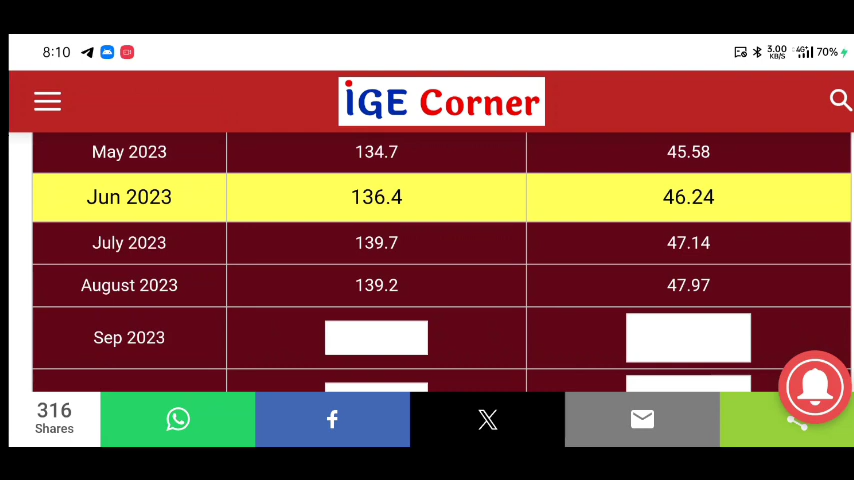 8:10 3.00 KB/S 4G+ 70%
iGE Corner
May 2023 134.7 45.58
Jun 2023 136.4 46.24
July 2023 139.7 47.14
August 2023 139.2 47.97
Sep 2023
316
Shares